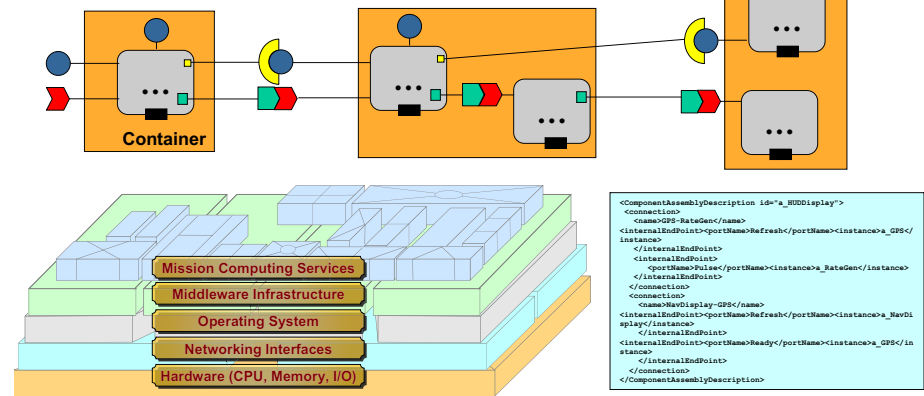 Container
Mission Computing Services
Middleware Infrastructure
Operating System
Networking Interfaces
Hardware (CPU, Memory, I/O)
<ComponentAssemblyDescription id="a_HUDDisplay">
<connection>
<name>GPS-RateGen</name>
<internalEndPoint><portName>Refresh</portName><instance>a_GPS</
instance>
</internalEndPoint>
<internalEndPoint>
<portName>Pulse</portName><instance>a_RateGen</instance>
</internalEndPoint>
</connection>
<connection>
<name>NavDisplay-GPS</name>
<internalEndPoint><portName>Refresh</portName><instance>a_NavDi
splay</instance>
</internalEndPoint>
<internalEndPoint><portName>Ready</portName><instance>a_GPS</in
stance>
</internalEndPoint>
</connection>
</ComponentAssemblyDescription>